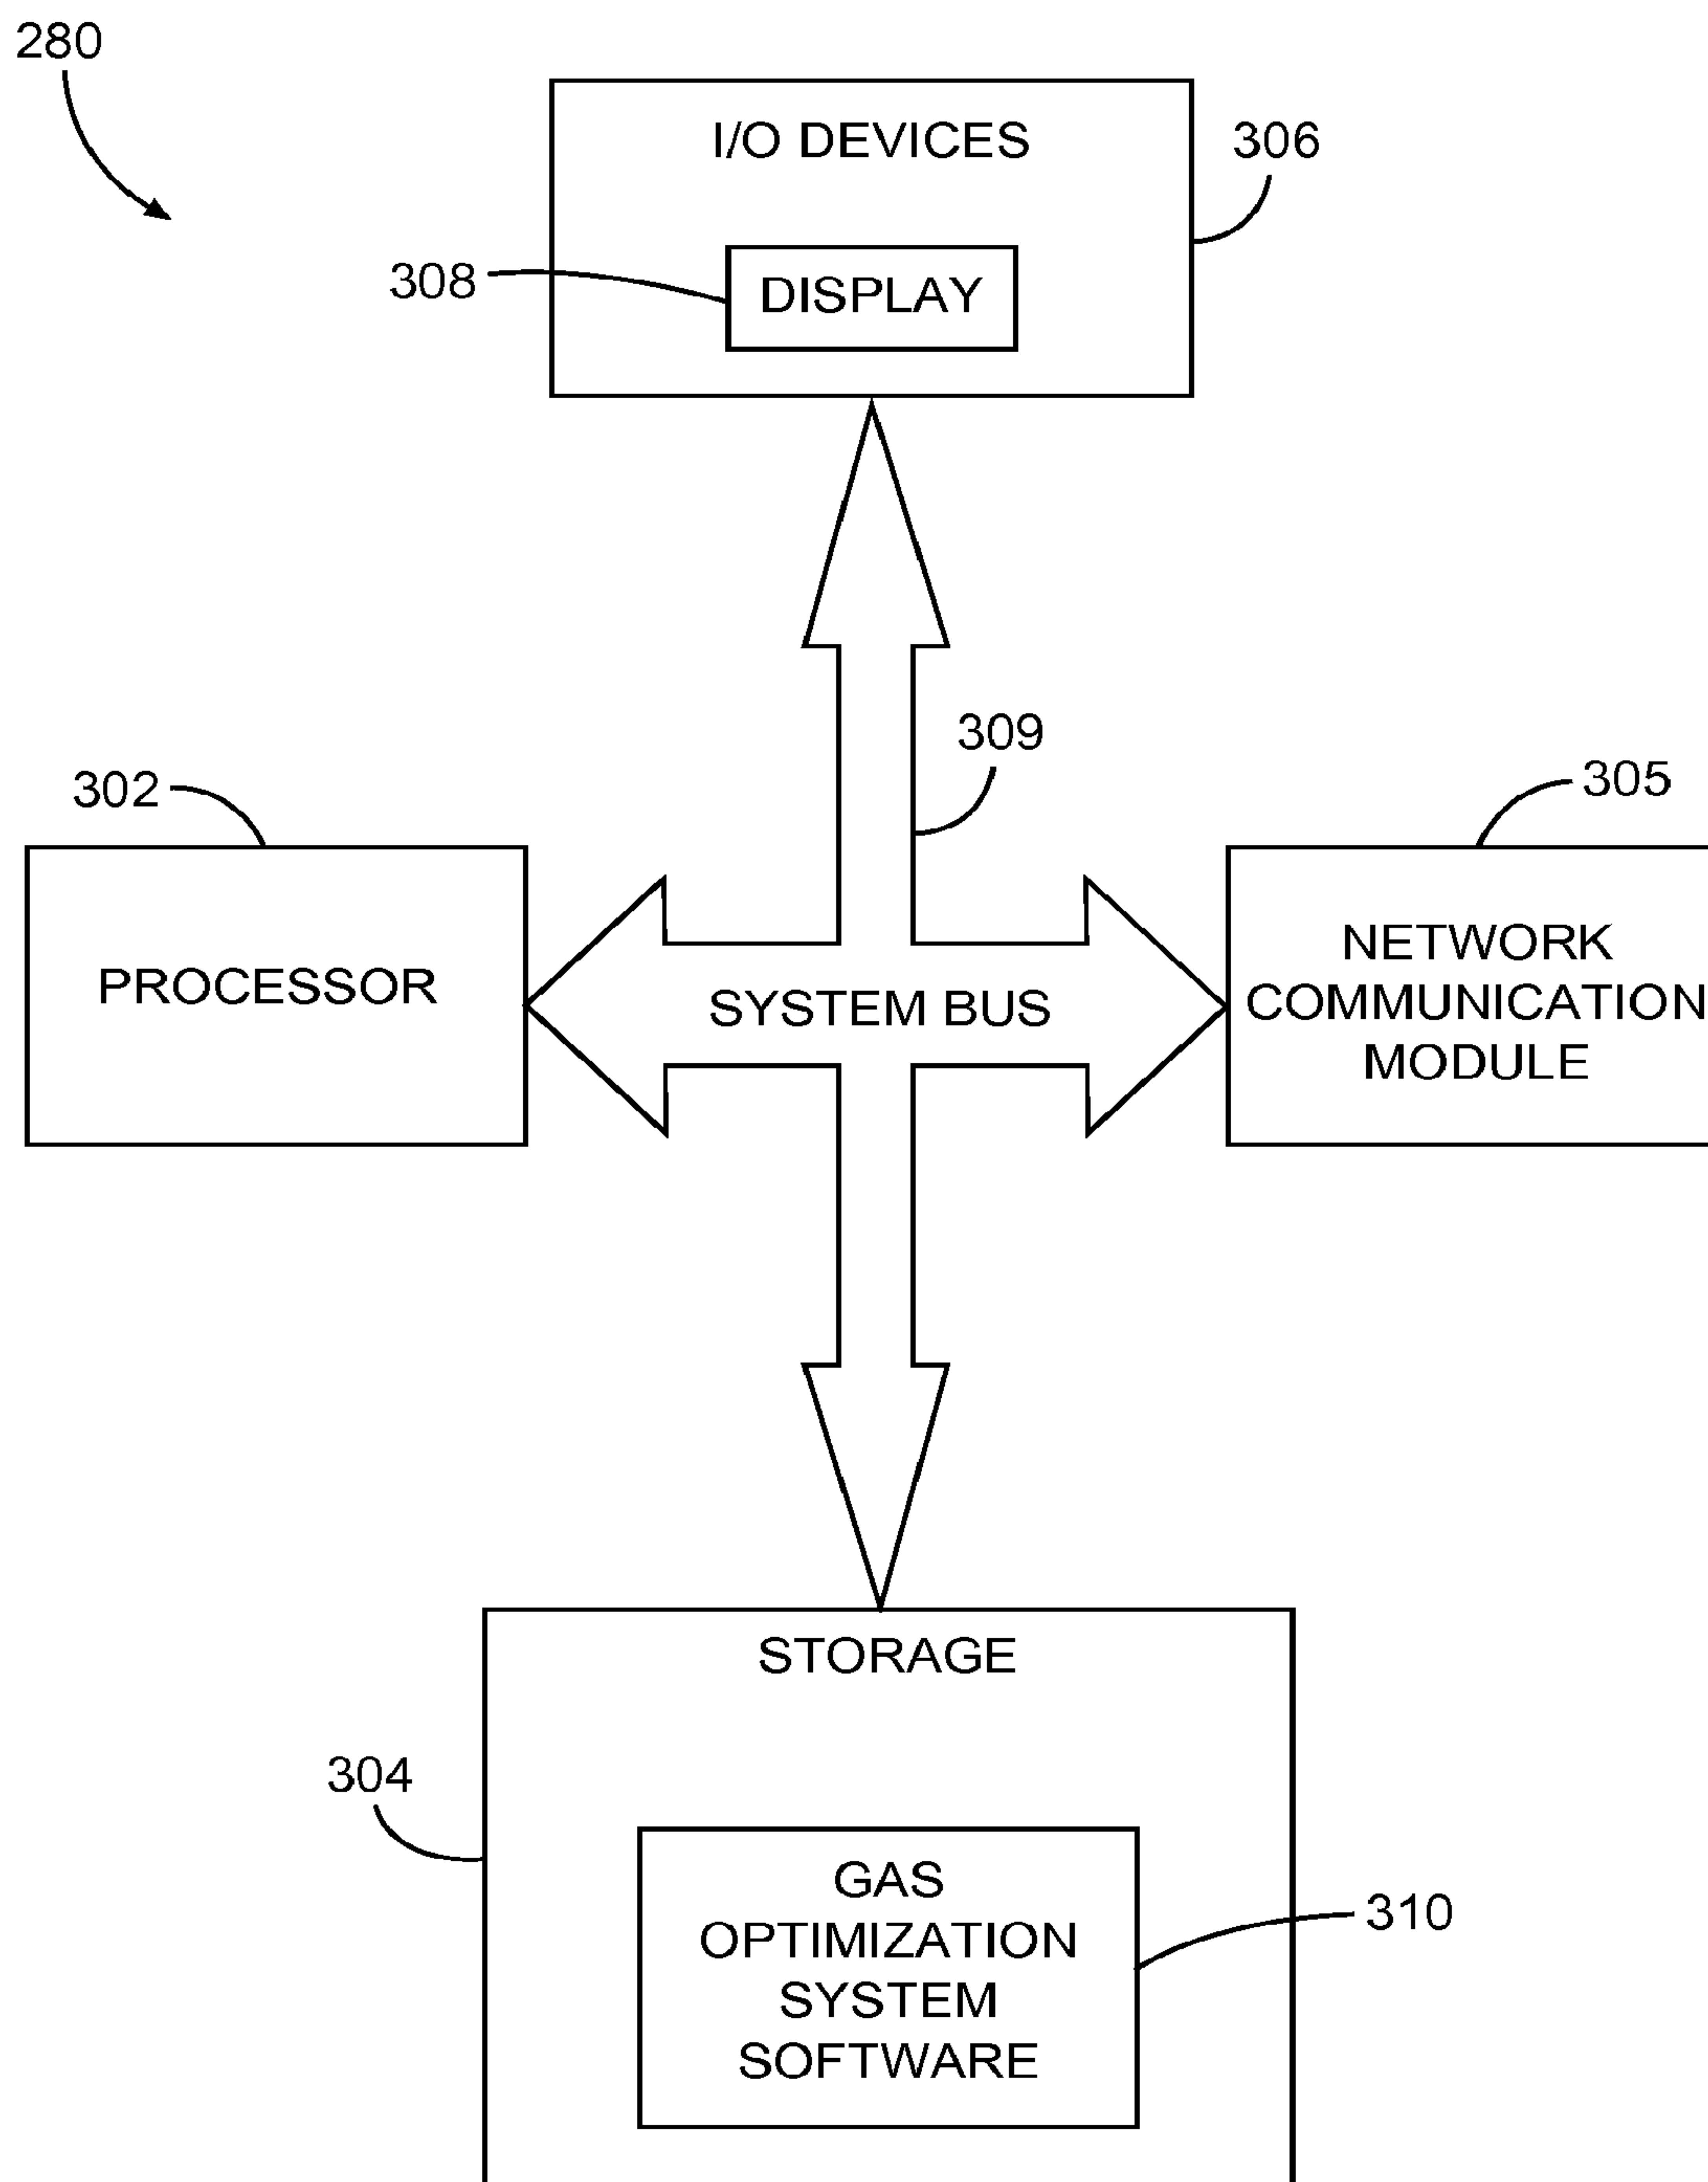 280
I/O DEVICES
306
308
DISPLAY
309
302
305
PROCESSOR
SYSTEM BUS
NETWORK
COMMUNICATION
MODULE
STORAGE
304
GAS
OPTIMIZATION
SYSTEM
SOFTWARE
310